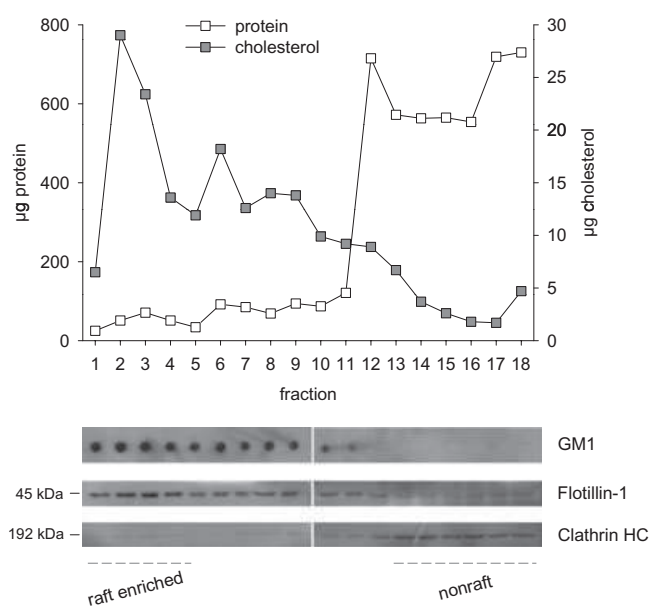 protein
cholesterol
800
600
400
200
0
µg protein
30
25
20
15
10
5
0
µg cholesterol
1 2 3 4 5 6 7 8 9 10 11 12 13 14 15 16 17 18
fraction
GM1
45 kDa
Flotillin-1
192 kDa
Clathrin HC
raft enriched
nonraft